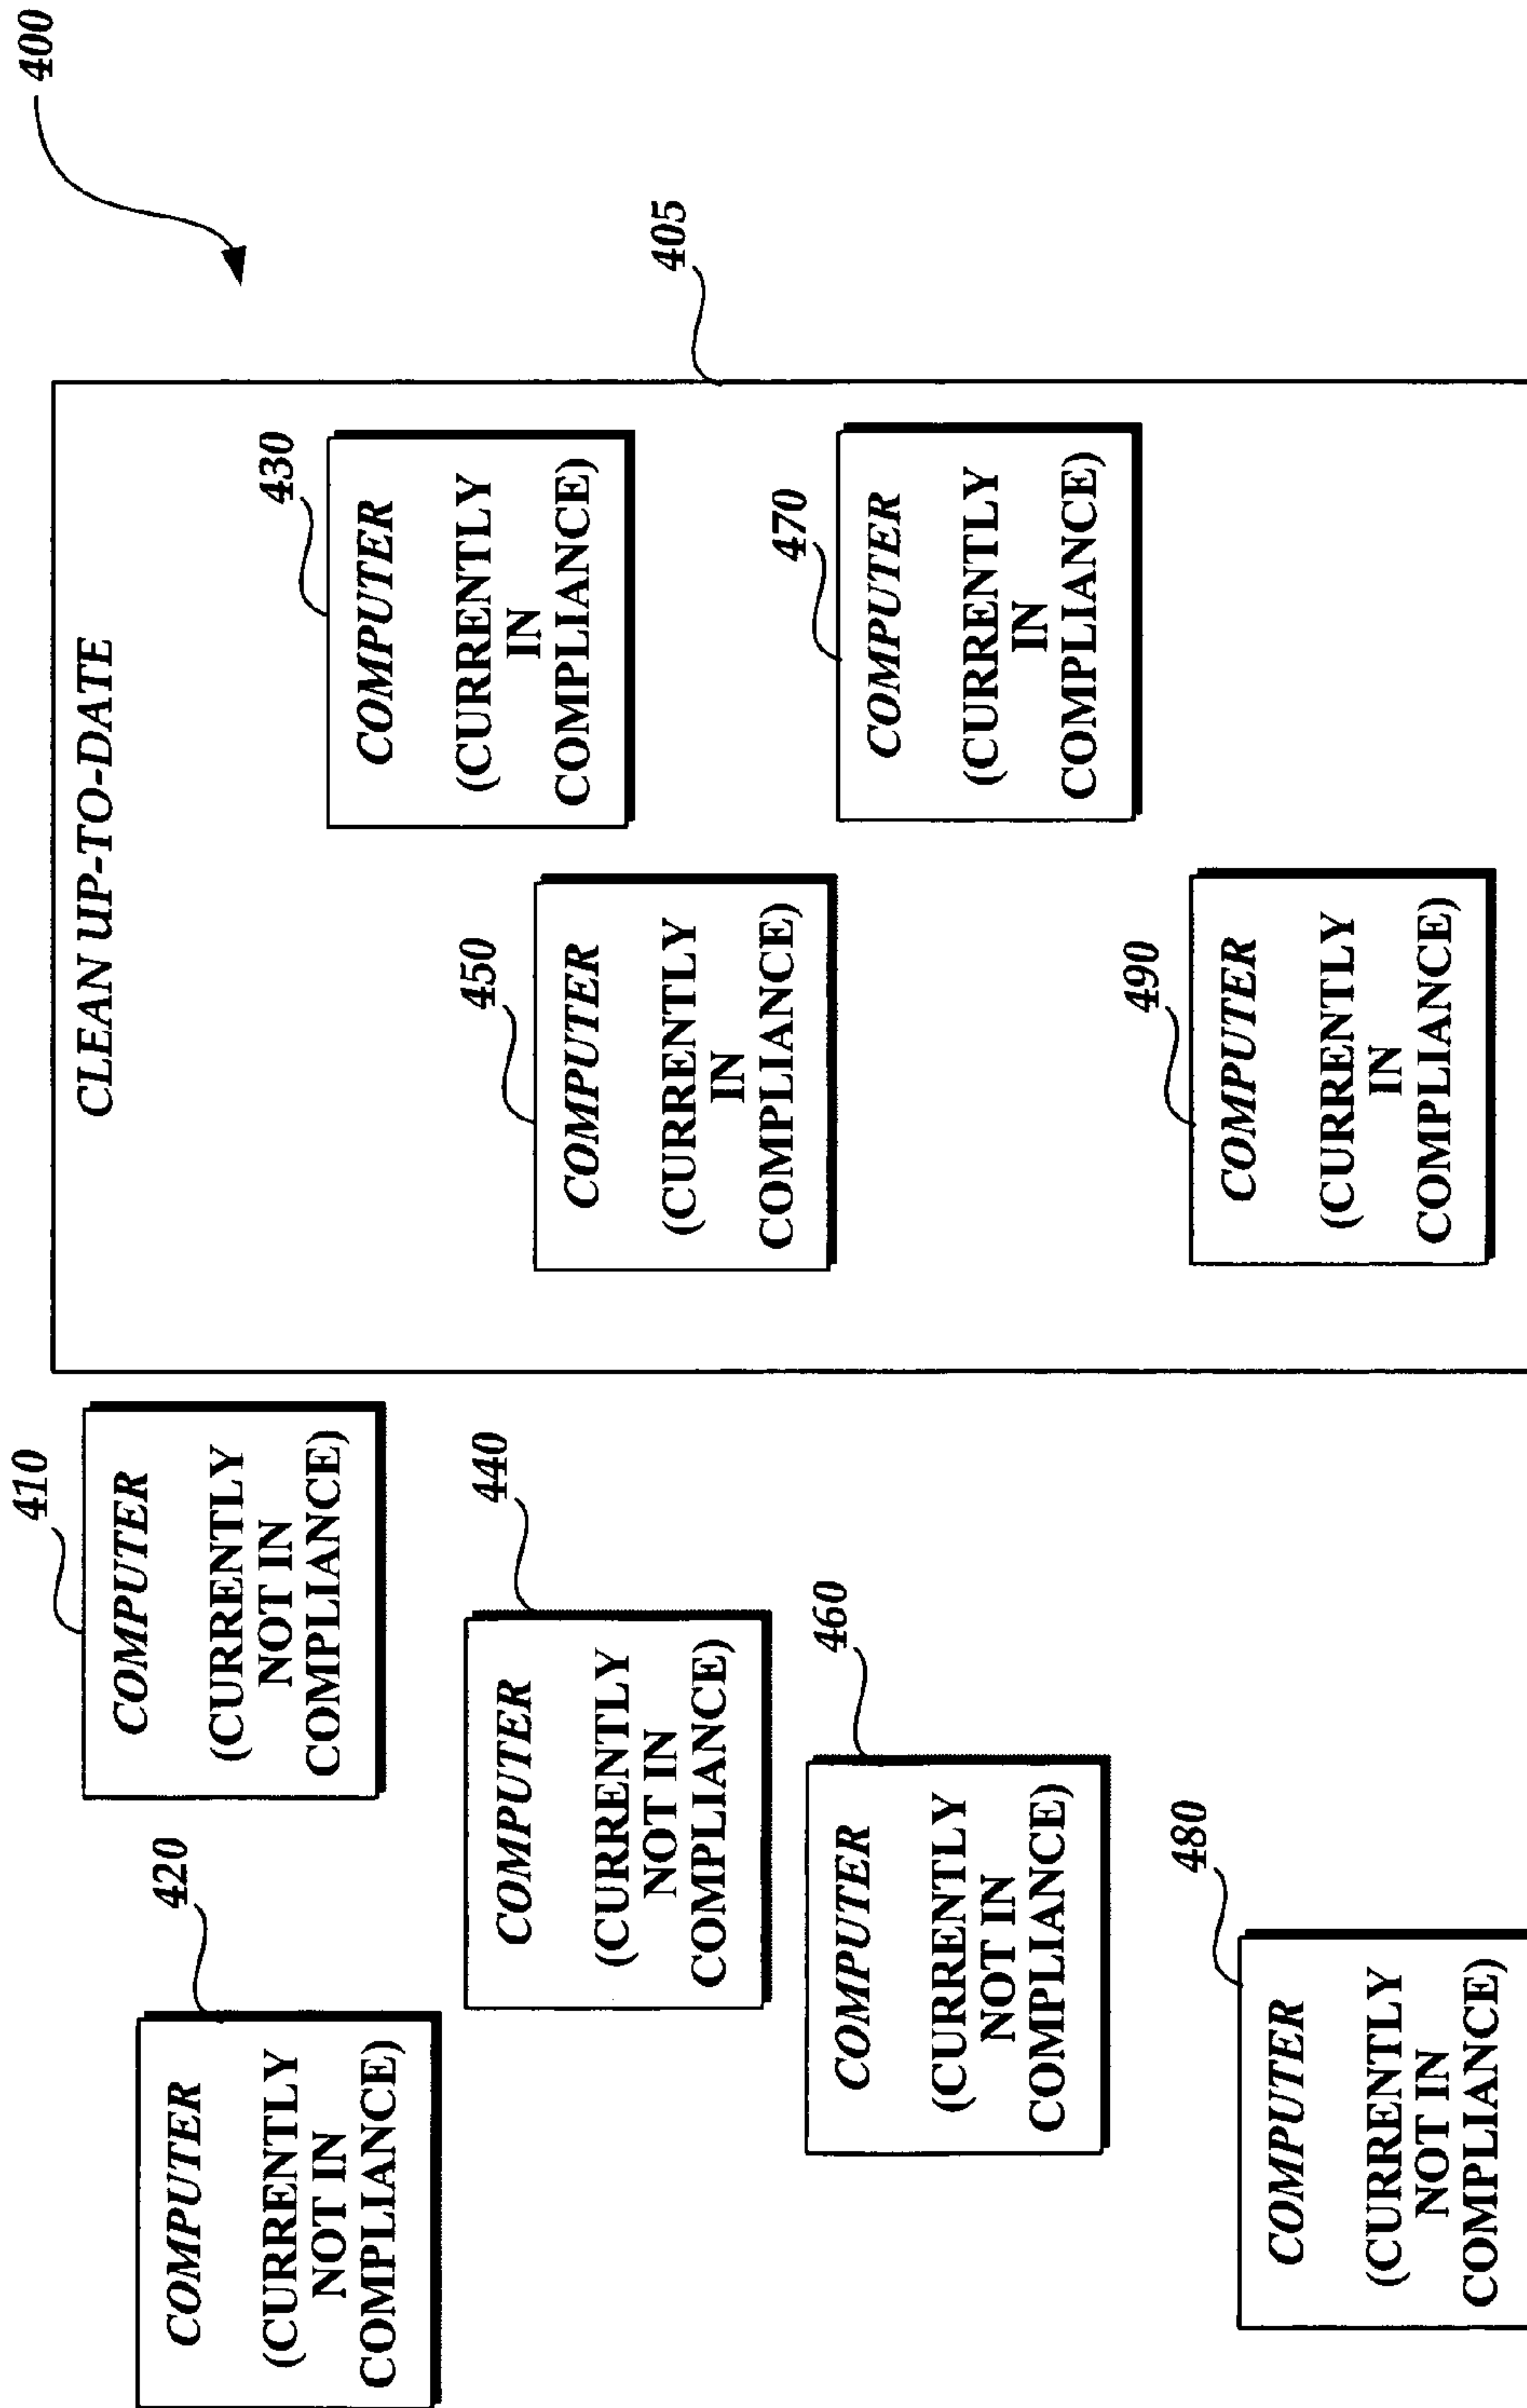 400
CLEAN UP-TO-DATE
405
410
COMPUTER
(CURRENTLY
NOT IN
COMPLIANCE)
420
COMPUTER
(CURRENTLY
NOT IN
COMPLIANCE)
430
COMPUTER
(CURRENTLY
IN
COMPLIANCE)
440
COMPUTER
(CURRENTLY
NOT IN
COMPLIANCE)
450
COMPUTER
(CURRENTLY
IN
COMPLIANCE)
460
COMPUTER
(CURRENTLY
NOT IN
COMPLIANCE)
470
COMPUTER
(CURRENTLY
IN
COMPLIANCE)
480
COMPUTER
(CURRENTLY
NOT IN
COMPLIANCE)
490
COMPUTER
(CURRENTLY
IN
COMPLIANCE)